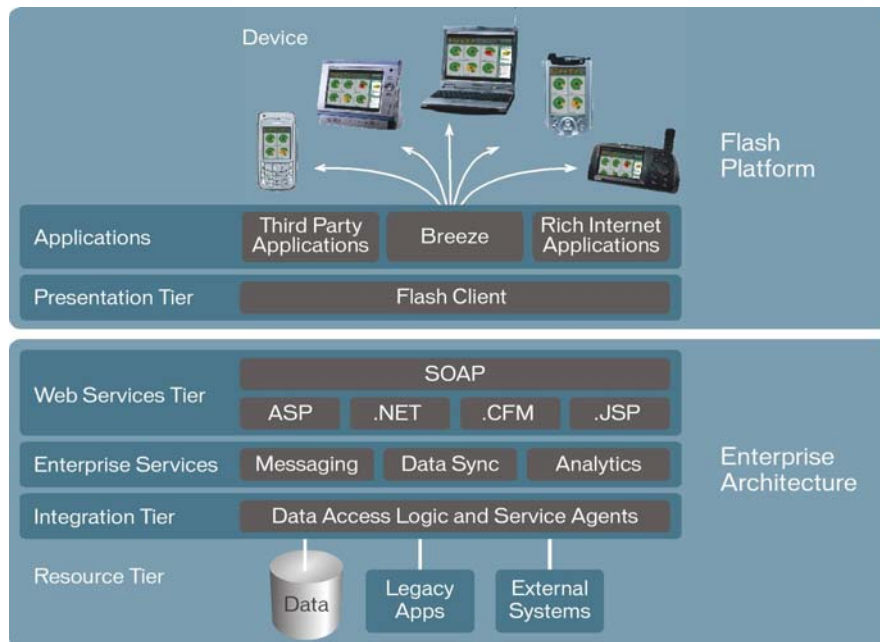 Device
Flash
Platform
Applications
Third Party
Applications
Breeze
Rich Internet
Applications
Presentation Tier
Flash Client
Web Services Tier
SOAP
ASP
.NET
.CFM
.JSP
Enterprise Services
Messaging
Data Sync
Analytics
Enterprise
Architecture
Integration Tier
Data Access Logic and Service Agents
Resource Tier
Data
Legacy
Apps
External
Systems